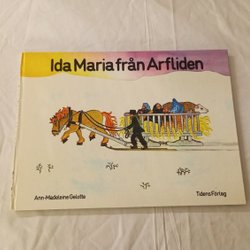 Ida Maria från Arfliden
Ann-Madeleine Gelotte
Tidens Förlag